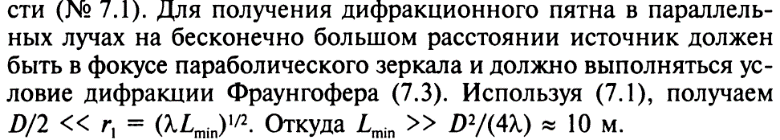 сти (№ 7.1). Для получения дифракционного пятна в параллель-
ных лучах на бесконечно большом расстоянии источник должен
быть в фокусе параболического зеркала и должно выполняться ус-
ловие дифракции Фраунгофера (7.3). Используя (7.1), получаем
D/2 << r₁ = (λLₘᵢₙ)¹/². Откуда Lₘᵢₙ >> D²/(4λ) ≈ 10 м.